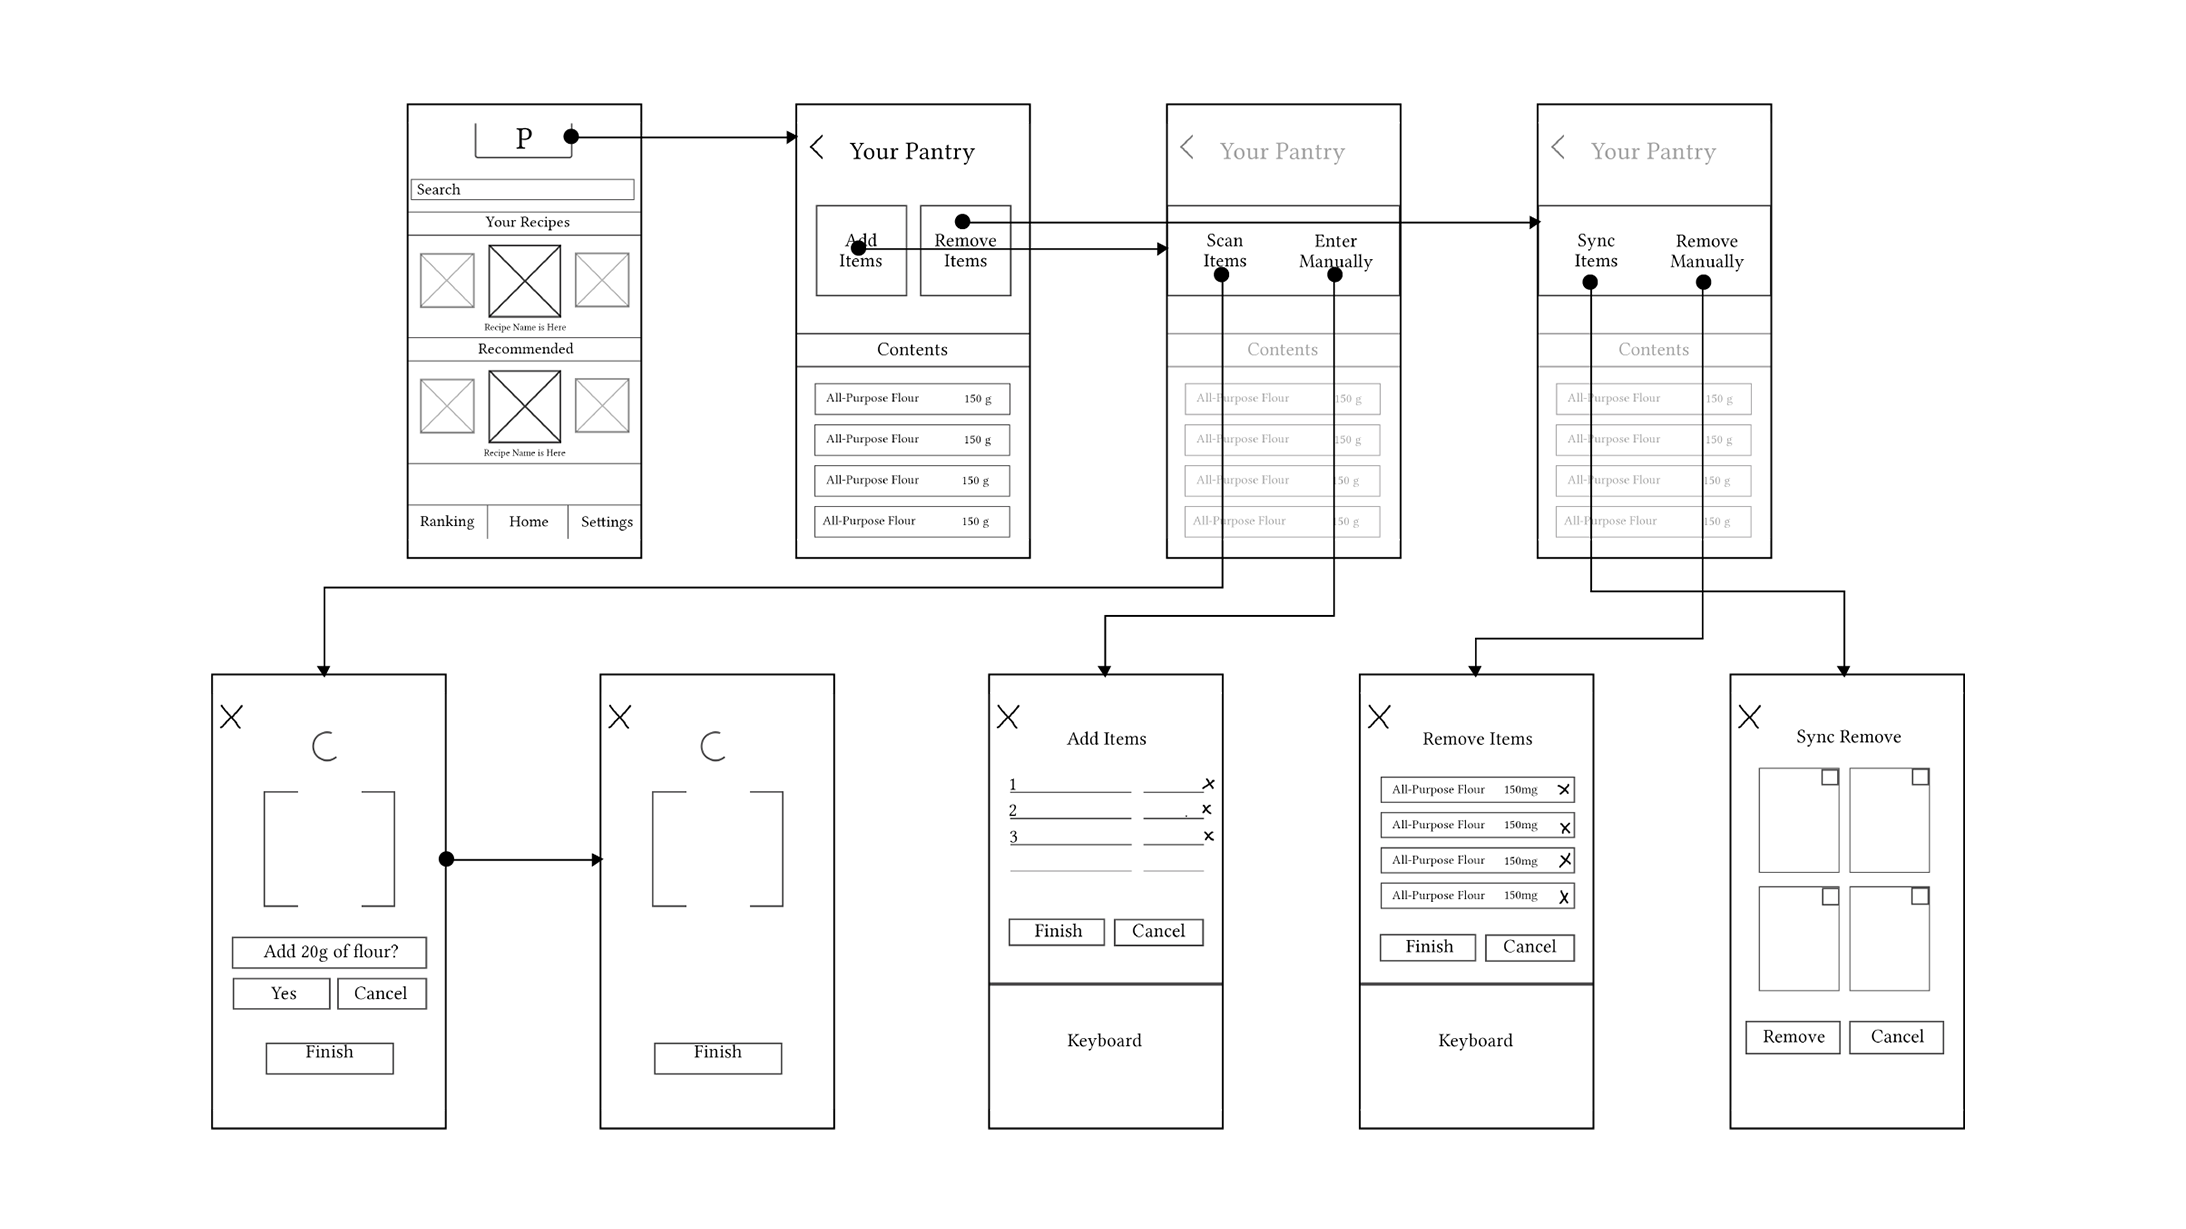 P
Search
Your Recipes
Recipe Name is Here
Recommended
Recipe Name is Here
Ranking Home Settings
Your Pantry
Add
Items
Remove
Items
Contents
All-Purpose Flour 150 g
All-Purpose Flour 150 g
All-Purpose Flour 150 g
All-Purpose Flour 150 g
Your Pantry
Scan
Items
Enter
Manually
Contents
All-Purpose Flour 150 g
All-Purpose Flour 150 g
All-Purpose Flour 150 g
All-Purpose Flour 150 g
Your Pantry
Sync
Items
Remove
Manually
Contents
All-Purpose Flour 150 g
All-Purpose Flour 150 g
All-Purpose Flour 150 g
All-Purpose Flour 150 g
Add 20g of flour?
Yes Cancel
Finish
Finish
Add Items
1
2
3
Finish Cancel
Keyboard
Remove Items
All-Purpose Flour 150mg
All-Purpose Flour 150mg
All-Purpose Flour 150mg
All-Purpose Flour 150mg
Finish Cancel
Keyboard
Sync Remove
Remove Cancel